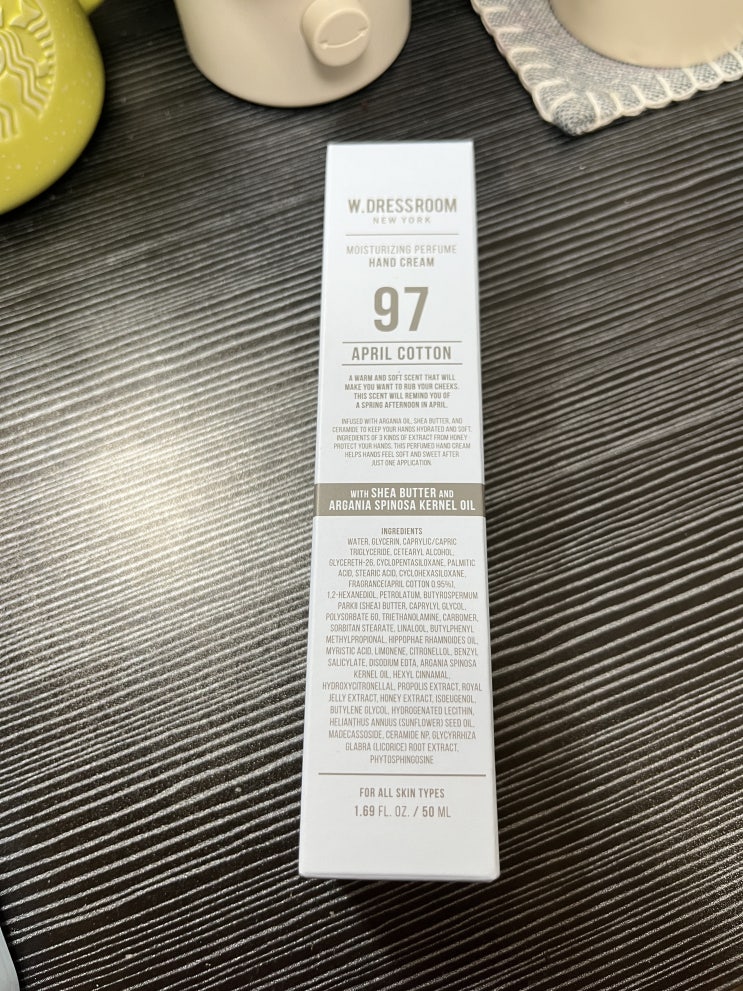 W.DRESSROOM
NEW YORK
MOISTURIZING PERFUME
HAND CREAM
97
APRIL COTTON
A WARM AND SOFT SCENT THAT WILL
MAKE YOU WANT TO RUB YOUR CHEEKS.
THIS SCENT WILL REMIND YOU OF
A SPRING AFTERNOON IN APRIL.
INFUSED WITH ARGANIA OIL, SHEA BUTTER, AND
CERAMIDE TO KEEP YOUR HANDS HYDRATED AND SOFT.
INGREDIENTS OF 3 KINDS OF EXTRACT FROM HONEY
PROTECT YOUR HANDS, THIS PERFUMED HAND CREAM
HELPS HANDS FEEL SOFT AND SWEET AFTER
JUST ONE APPLICATION.
WITH SHEA BUTTER AND
ARGANIA SPINOSA KERNEL OIL
INGREDIENTS
WATER, GLYCERIN, CAPRYLIC/CAPRIC
TRIGLYCERIDE, CETEARYL ALCOHOL,
GLYCERETH-26, CYCLOPENTASILOXANE, PALMITIC
ACID, STEARIC ACID, CYCLOHEXASILOXANE,
FRAGRANCE(APRIL COTTON 0.95%),
1,2-HEXANEDIOL, PETROLATUM, BUTYROSPERMUM
PARKII (SHEA) BUTTER, CAPRYLYL GLYCOL,
POLYSORBATE 60, TRIETHANOLAMINE, CARBOMER,
SORBITAN STEARATE, LINALOOL, BUTYLPHENYL
METHYLPROPIONAL, HIPPOPHAE RHAMNOIDES OIL,
MYRISTIC ACID, LIMONENE, CITRONELLOL, BENZYL
SALICYLATE, DISODIUM EDTA, ARGANIA SPINOSA
KERNEL OIL, HEXYL CINNAMAL,
HYDROXYCITRONELLAL, PROPOLIS EXTRACT, ROYAL
JELLY EXTRACT, HONEY EXTRACT, ISOEUGENOL,
BUTYLENE GLYCOL, HYDROGENATED LECITHIN,
HELIANTHUS ANNUUS (SUNFLOWER) SEED OIL,
MADECASSOSIDE, CERAMIDE NP, GLYCYRRHIZA
GLABRA (LICORICE) ROOT EXTRACT,
PHYTOSPHINGOSINE
FOR ALL SKIN TYPES
1.69 FL. OZ. / 50 ML